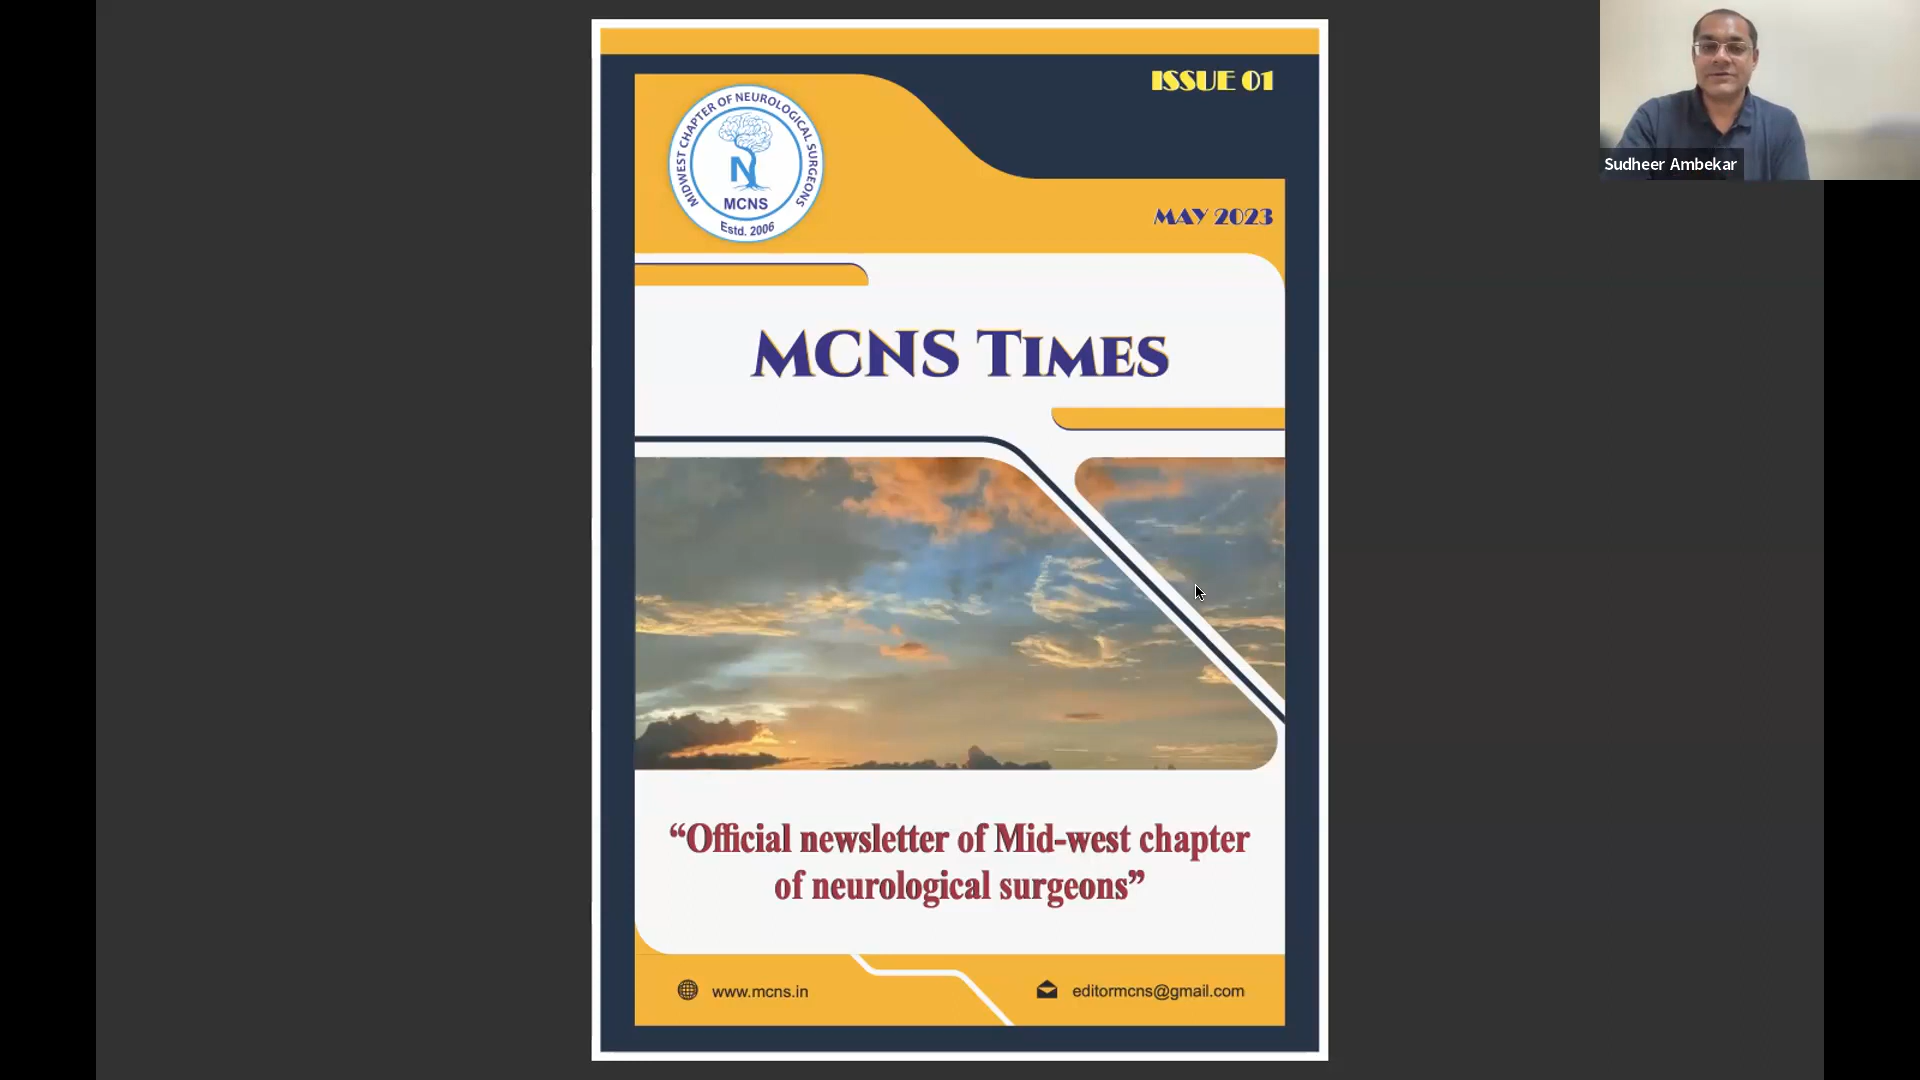 ISSUE 01
MIDWEST CHAPTER OF NEUROLOGICAL SURGEONS
N
MCNS
Estd. 2006
MAY 2023
MCNS TIMES
“Official newsletter of Mid-west chapter
of neurological surgeons”
www.mcns.in
editormcns@gmail.com
Sudheer Ambekar